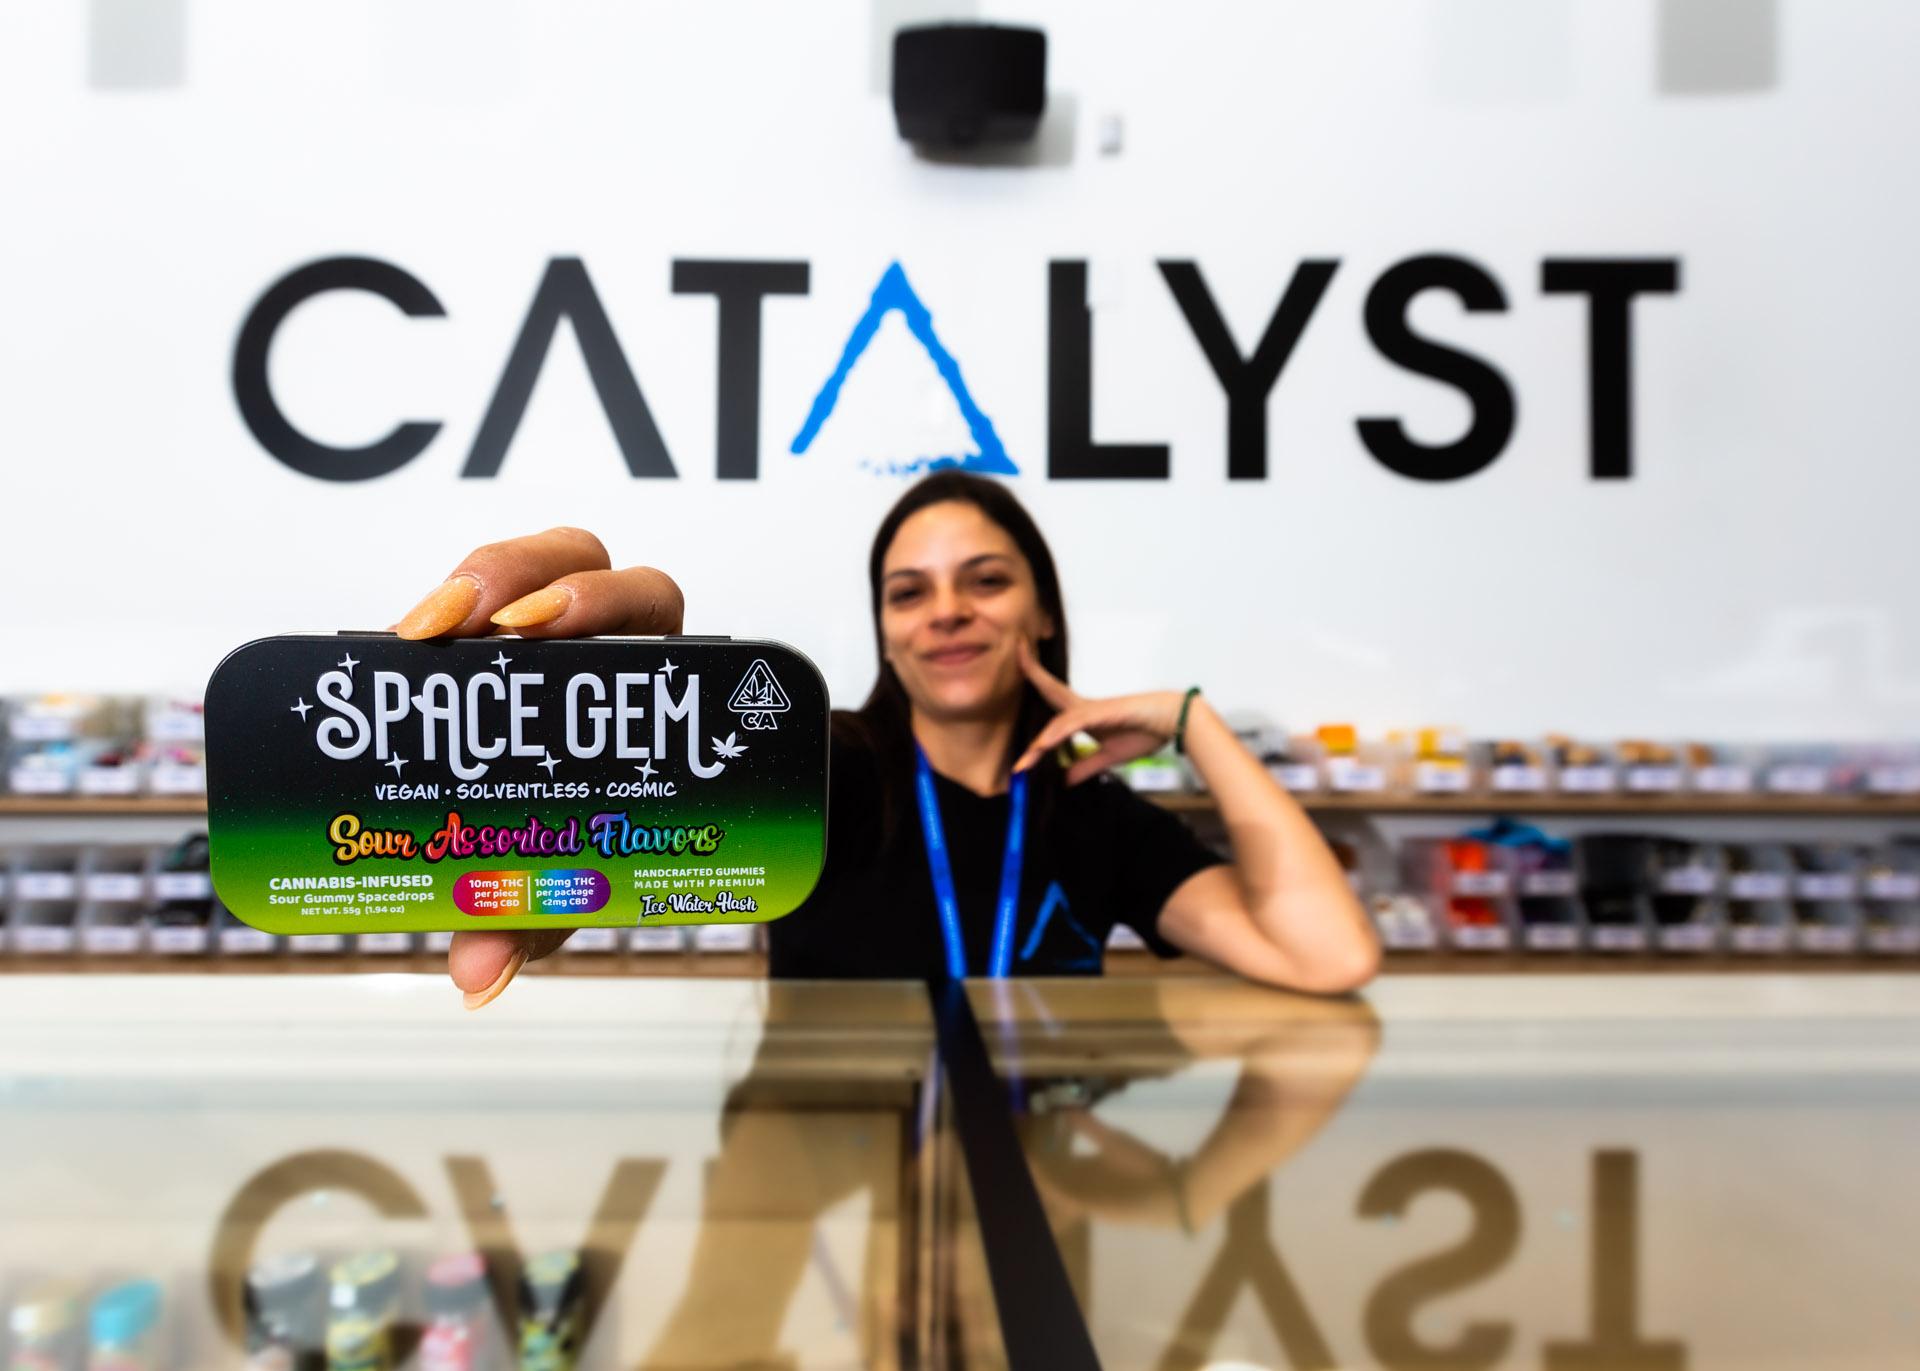 CATALYST
SPACE GEM
CA
VEGAN • SOLVENTLESS • COSMIC
Sour Assorted Flavors
CANNABIS-INFUSED
Sour Gummy Spacedrops
NET WT. 55g (1.94 oz)
10mg THC
per piece
<1mg CBD
100mg THC
per package
<2mg CBD
HANDCRAFTED GUMMIES
MADE WITH PREMIUM
Ice Water Hash